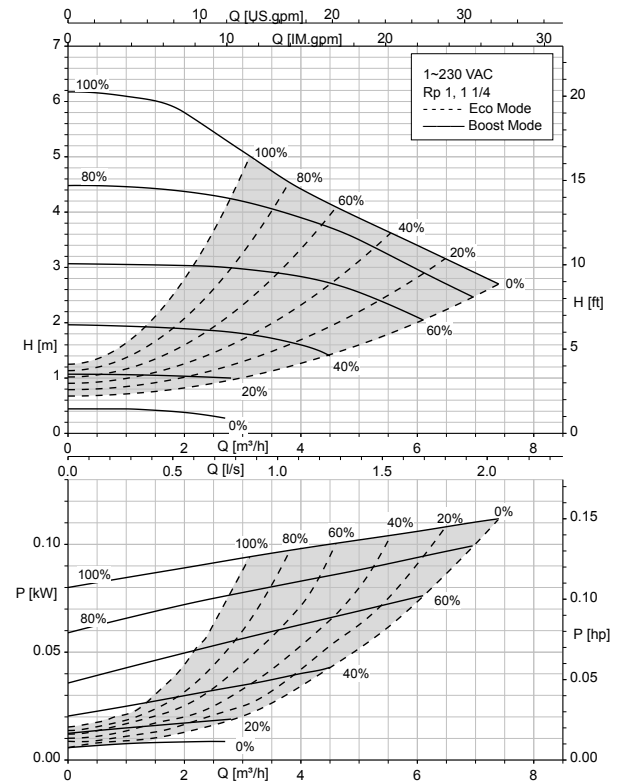 0 10 20 30
Q [US.gpm]
0 10 20 30
Q [IM.gpm]
7
6
5
4
3
2
1
0
H [m]
20
15
10
5
0
H [ft]
1~230 VAC
Rp 1, 1 1/4
Eco Mode
Boost Mode
100%
80%
100%
80%
60%
40%
20%
0%
60%
40%
20%
0%
0 2 4 6 8
Q [m³/h]
0.0 0.5 1.0 1.5 2.0
Q [l/s]
0.10
P [kW]
0.05
0.00
0.15
0.10
P [hp]
0.05
0.00
100%
80%
100%
80%
60%
40%
20%
0%
60%
40%
20%
0%
0 2 4 6 8
Q [m³/h]